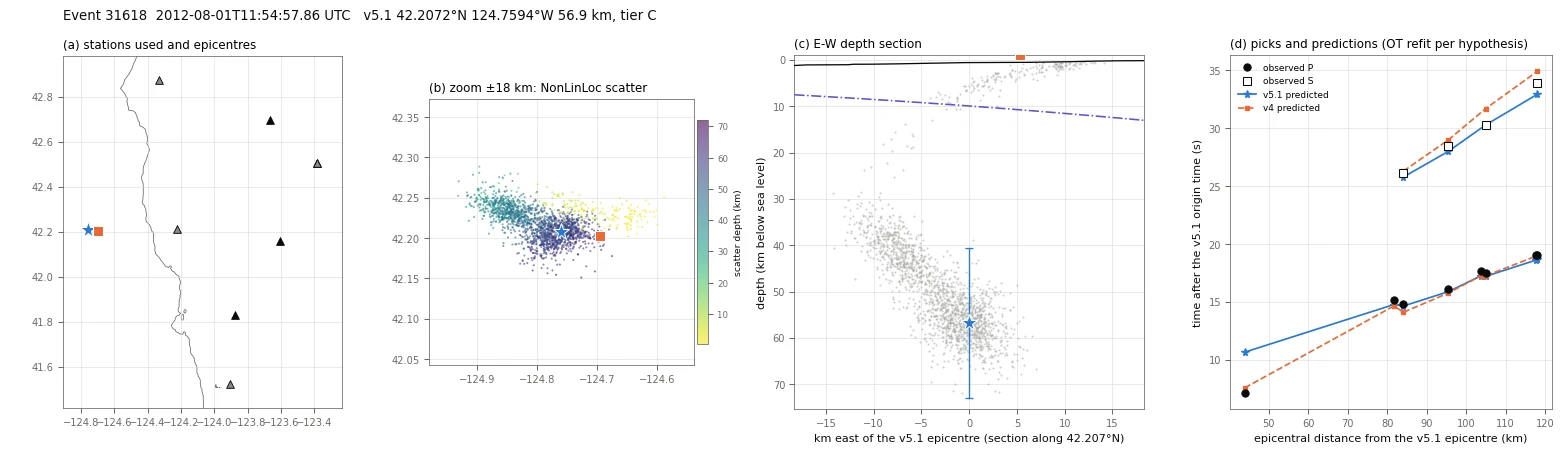 Event 31618  2012-08-01T11:54:57.86 UTC   v5.1 42.2072°N 124.7594°W 56.9 km, tier C
(a) stations used and epicentres
42.8
42.6
42.4
42.2
42.0
41.8
41.6
−124.8−124.6−124.4−124.2−124.0−123.8−123.6−123.4
(b) zoom ±18 km: NonLinLoc scatter
42.35
42.30
42.25
42.20
42.15
42.10
42.05
−124.9 −124.8 −124.7 −124.6
70
60
50
40
30
20
10
scatter depth (km)
(c) E-W depth section
0
10
20
30
40
50
60
70
depth (km below sea level)
−15 −10 −5 0 5 10 15
km east of the v5.1 epicentre (section along 42.207°N)
(d) picks and predictions (OT refit per hypothesis)
observed P
observed S
v5.1 predicted
v4 predicted
35
30
25
20
15
10
time after the v5.1 origin time (s)
50 60 70 80 90 100 110 120
epicentral distance from the v5.1 epicentre (km)